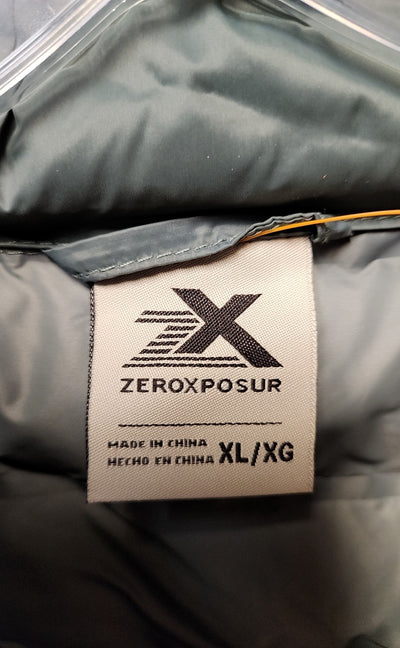 ZX
ZEROXPOSUR
MADE IN CHINA
HECHO EN CHINA XL/XG